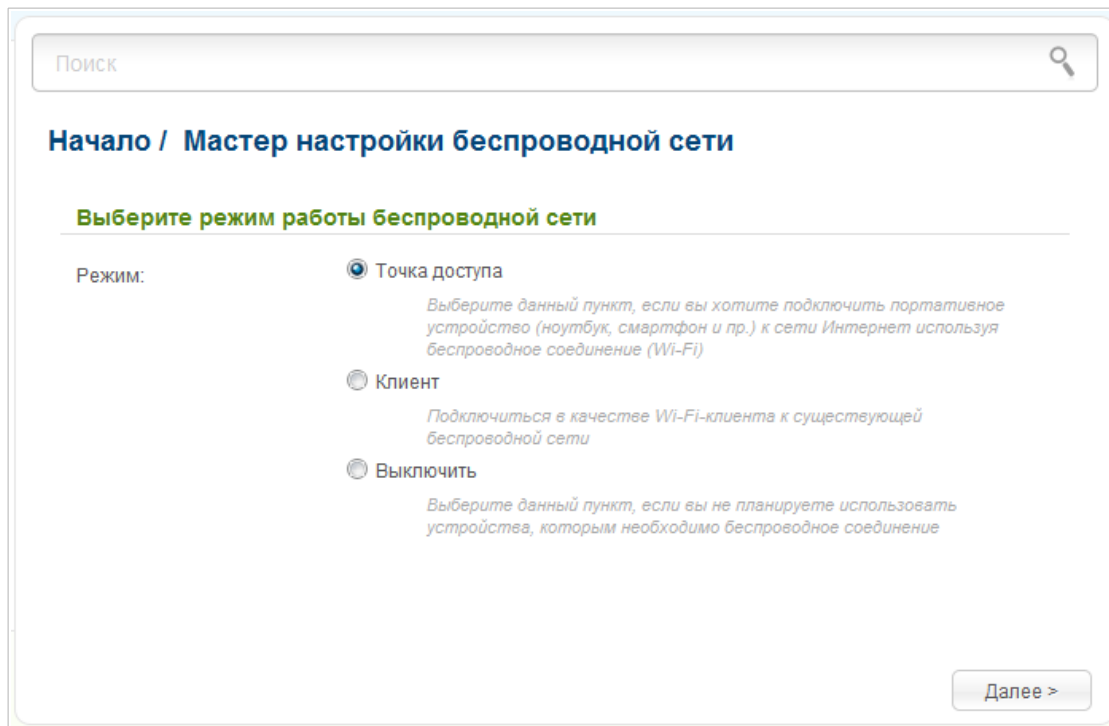 Поиск
Начало / Мастер настройки беспроводной сети
Выберите режим работы беспроводной сети
Режим:
Точка доступа
Выберите данный пункт, если вы хотите подключить портативное
устройство (ноутбук, смартфон и пр.) к сети Интернет используя
беспроводное соединение (Wi-Fi)
Клиент
Подключиться в качестве Wi-Fi-клиента к существующей
беспроводной сети
Выключить
Выберите данный пункт, если вы не планируете использовать
устройства, которым необходимо беспроводное соединение
Далее >